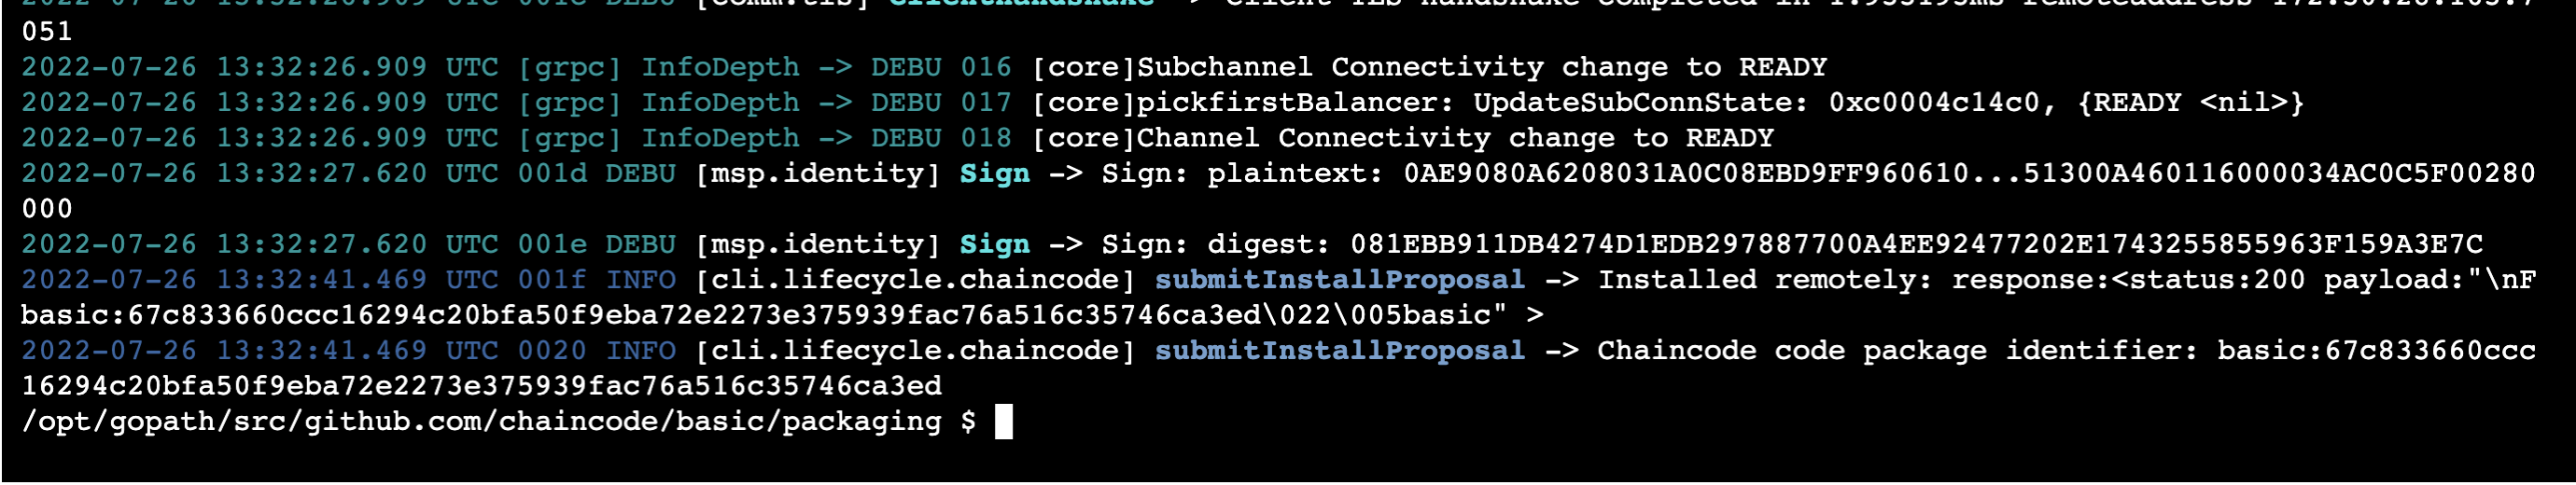 051
2022-07-26 13:32:26.909 UTC [grpc] InfoDepth -> DEBU 016 [core]Subchannel Connectivity change to READY
2022-07-26 13:32:26.909 UTC [grpc] InfoDepth -> DEBU 017 [core]pickfirstBalancer: UpdateSubConnState: 0xc0004c14c0, {READY <nil>}
2022-07-26 13:32:26.909 UTC [grpc] InfoDepth -> DEBU 018 [core]Channel Connectivity change to READY
2022-07-26 13:32:27.620 UTC 001d DEBU [msp.identity] Sign -> Sign: plaintext: 0AE9080A6208031A0C08EBD9FF960610...51300A460116000034AC0C5F00280
000
2022-07-26 13:32:27.620 UTC 001e DEBU [msp.identity] Sign -> Sign: digest: 081EBB911DB4274D1EDB297887700A4EE92477202E1743255855963F159A3E7C
2022-07-26 13:32:41.469 UTC 001f INFO [cli.lifecycle.chaincode] submitInstallProposal -> Installed remotely: response:<status:200 payload:"\nF
basic:67c833660ccc16294c20bfa50f9eba72e2273e375939fac76a516c35746ca3ed\022\005basic" >
2022-07-26 13:32:41.469 UTC 0020 INFO [cli.lifecycle.chaincode] submitInstallProposal -> Chaincode code package identifier: basic:67c833660ccc
16294c20bfa50f9eba72e2273e375939fac76a516c35746ca3ed
/opt/gopath/src/github.com/chaincode/basic/packaging $